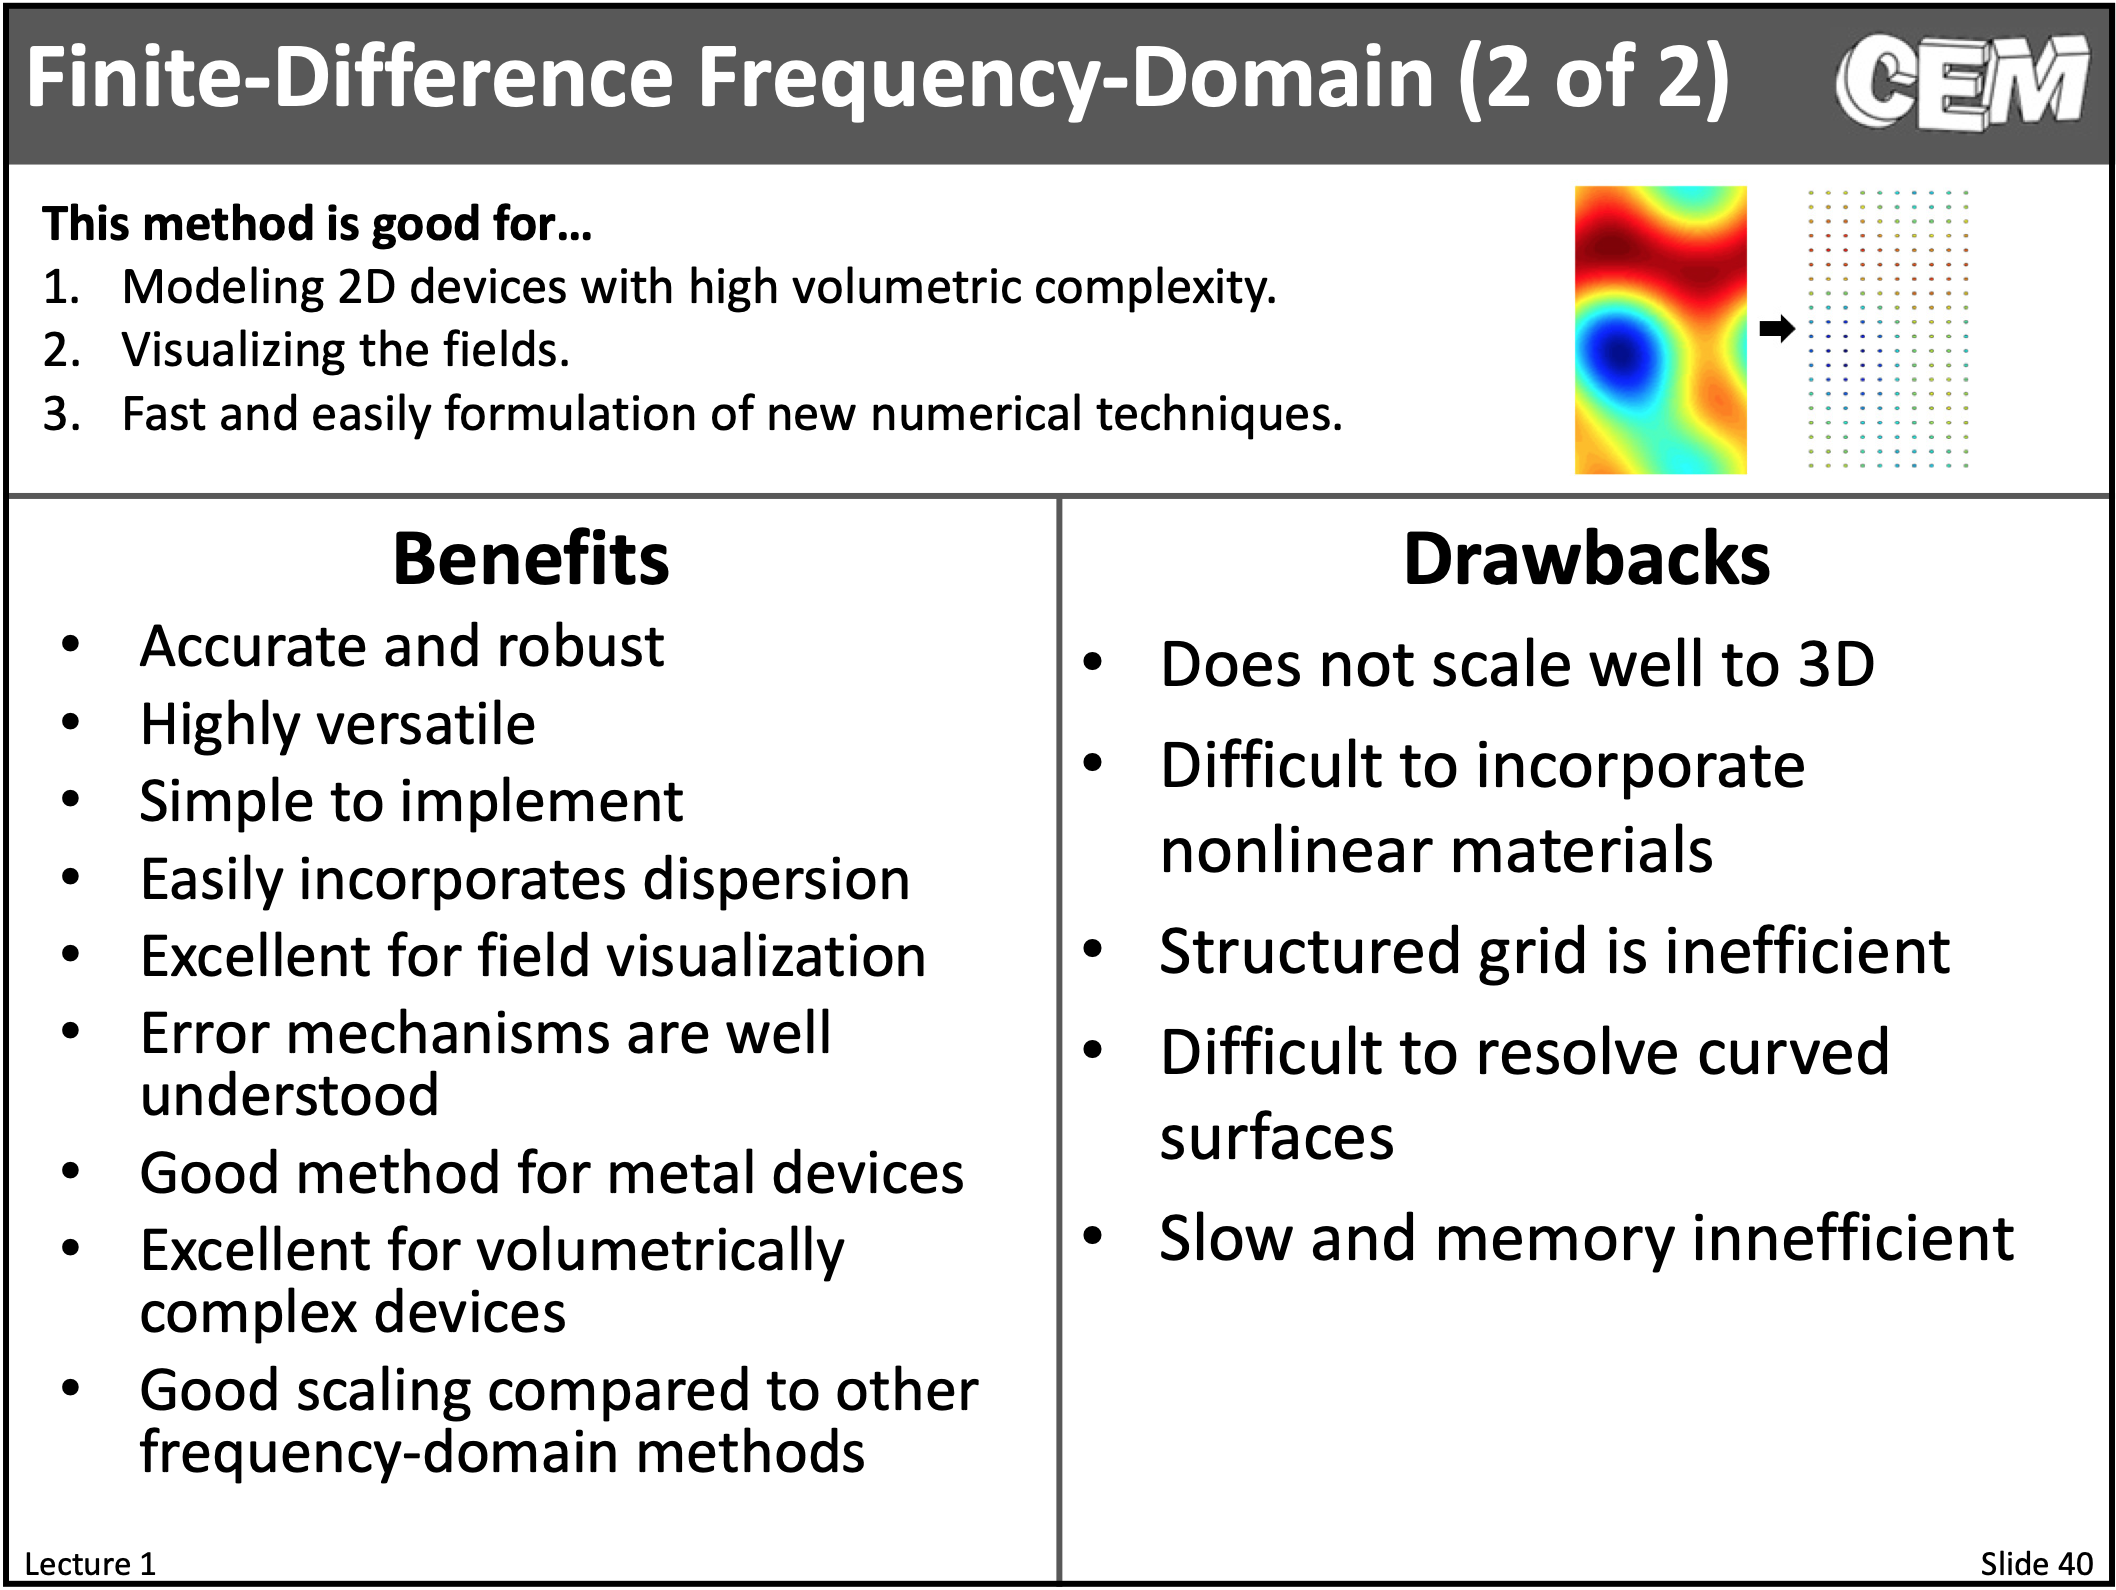 Finite-Difference Frequency-Domain (2 of 2)
CEM
This method is good for…
1. Modeling 2D devices with high volumetric complexity.
2. Visualizing the fields.
3. Fast and easily formulation of new numerical techniques.
Benefits
• Accurate and robust
• Highly versatile
• Simple to implement
• Easily incorporates dispersion
• Excellent for field visualization
• Error mechanisms are well
understood
• Good method for metal devices
• Excellent for volumetrically
complex devices
• Good scaling compared to other
frequency-domain methods
Drawbacks
• Does not scale well to 3D
• Difficult to incorporate
nonlinear materials
• Structured grid is inefficient
• Difficult to resolve curved
surfaces
• Slow and memory innefficient
Lecture 1
Slide 40